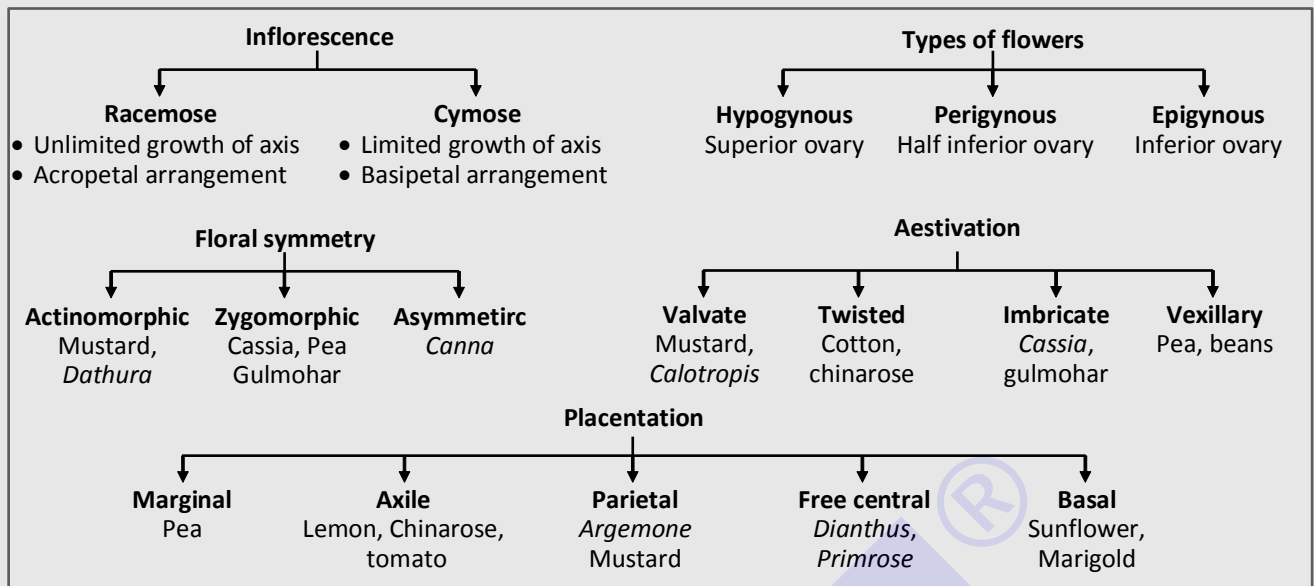 Inflorescence
Racemose
• Unlimited growth of axis
• Acropetal arrangement
Cymose
• Limited growth of axis
• Basipetal arrangement
Types of flowers
Hypogynous
Superior ovary
Perigynous
Half inferior ovary
Epigynous
Inferior ovary
Floral symmetry
Actinomorphic
Mustard,
Dathura
Zygomorphic
Cassia, Pea
Gulmohar
Asymmetirc
Canna
Aestivation
Valvate
Mustard,
Calotropis
Twisted
Cotton,
chinarose
Imbricate
Cassia,
gulmohar
Vexillary
Pea, beans
Placentation
Marginal
Pea
Axile
Lemon, Chinarose,
tomato
Parietal
Argemone
Mustard
Free central
Dianthus,
Primrose
Basal
Sunflower,
Marigold
®